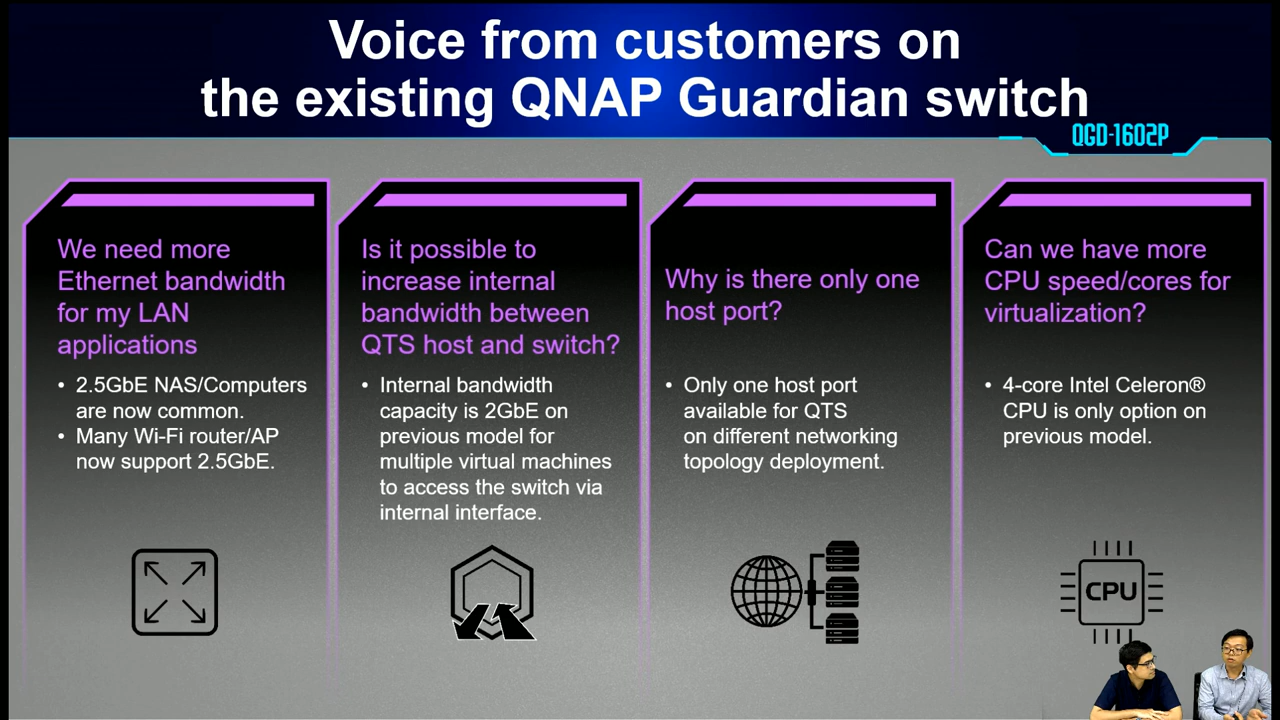 Voice from customers on
the existing QNAP Guardian switch
QGD-1602P
We need more
Ethernet bandwidth
for my LAN
applications
• 2.5GbE NAS/Computers
are now common.
• Many Wi-Fi router/AP
now support 2.5GbE.
Is it possible to
increase internal
bandwidth between
QTS host and switch?
• Internal bandwidth
capacity is 2GbE on
previous model for
multiple virtual machines
to access the switch via
internal interface.
Why is there only one
host port?
• Only one host port
available for QTS
on different networking
topology deployment.
Can we have more
CPU speed/cores for
virtualization?
• 4-core Intel Celeron®
CPU is only option on
previous model.
CPU